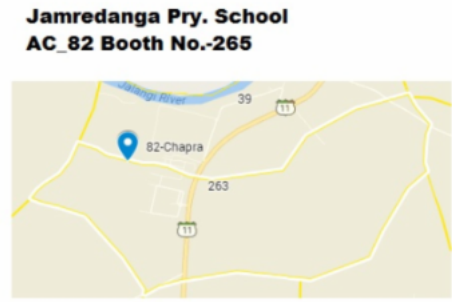 Jamredanga Pry. School
AC_82 Booth No.-265
Jalangi River
39
11
82-Chapra
263
11